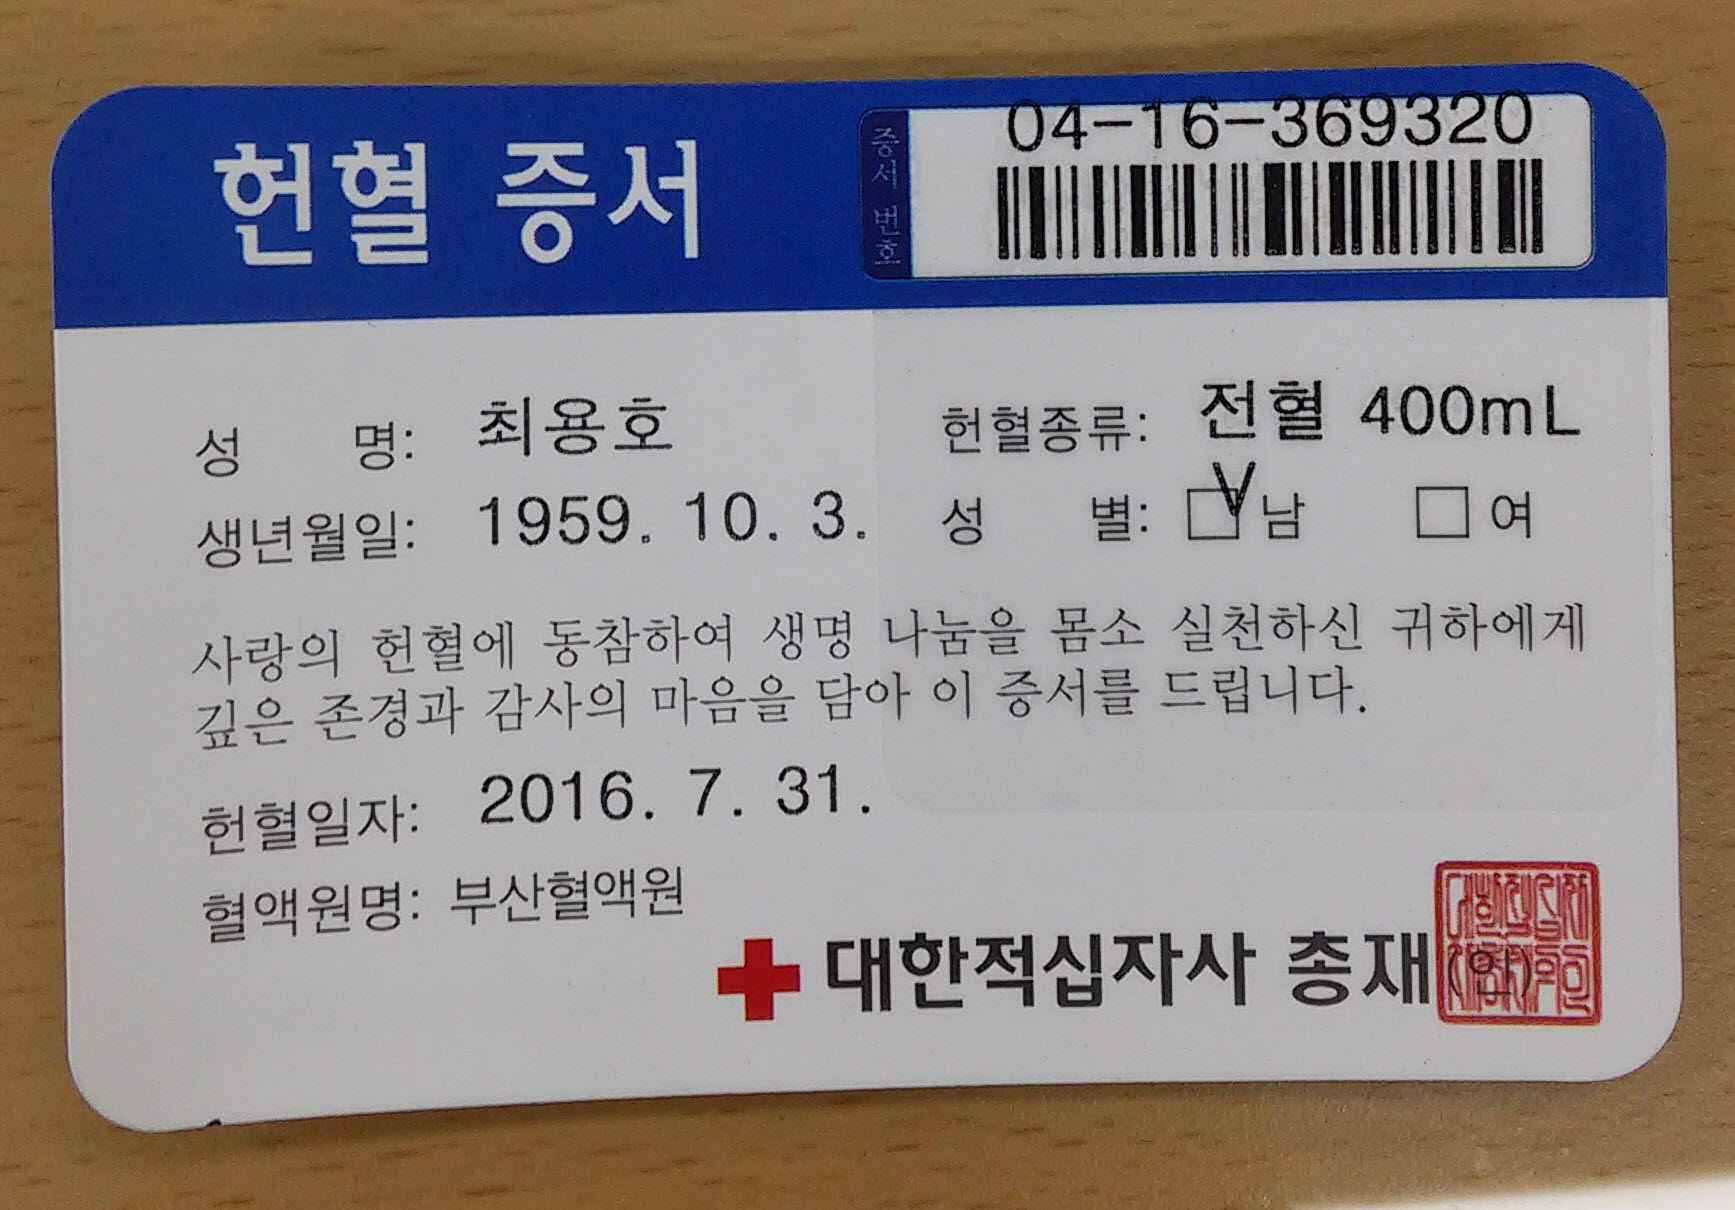 헌혈 증서
증서 번호
04-16-369320
성 명: 최용호
헌혈종류: 전혈 400mL
생년월일: 1959. 10. 3.
성 별: □V남 □여
사랑의 헌혈에 동참하여 생명 나눔을 몸소 실천하신 귀하에게
깊은 존경과 감사의 마음을 담아 이 증서를 드립니다.
헌혈일자: 2016. 7. 31.
혈액원명: 부산혈액원
대한적십자사 총재(인)